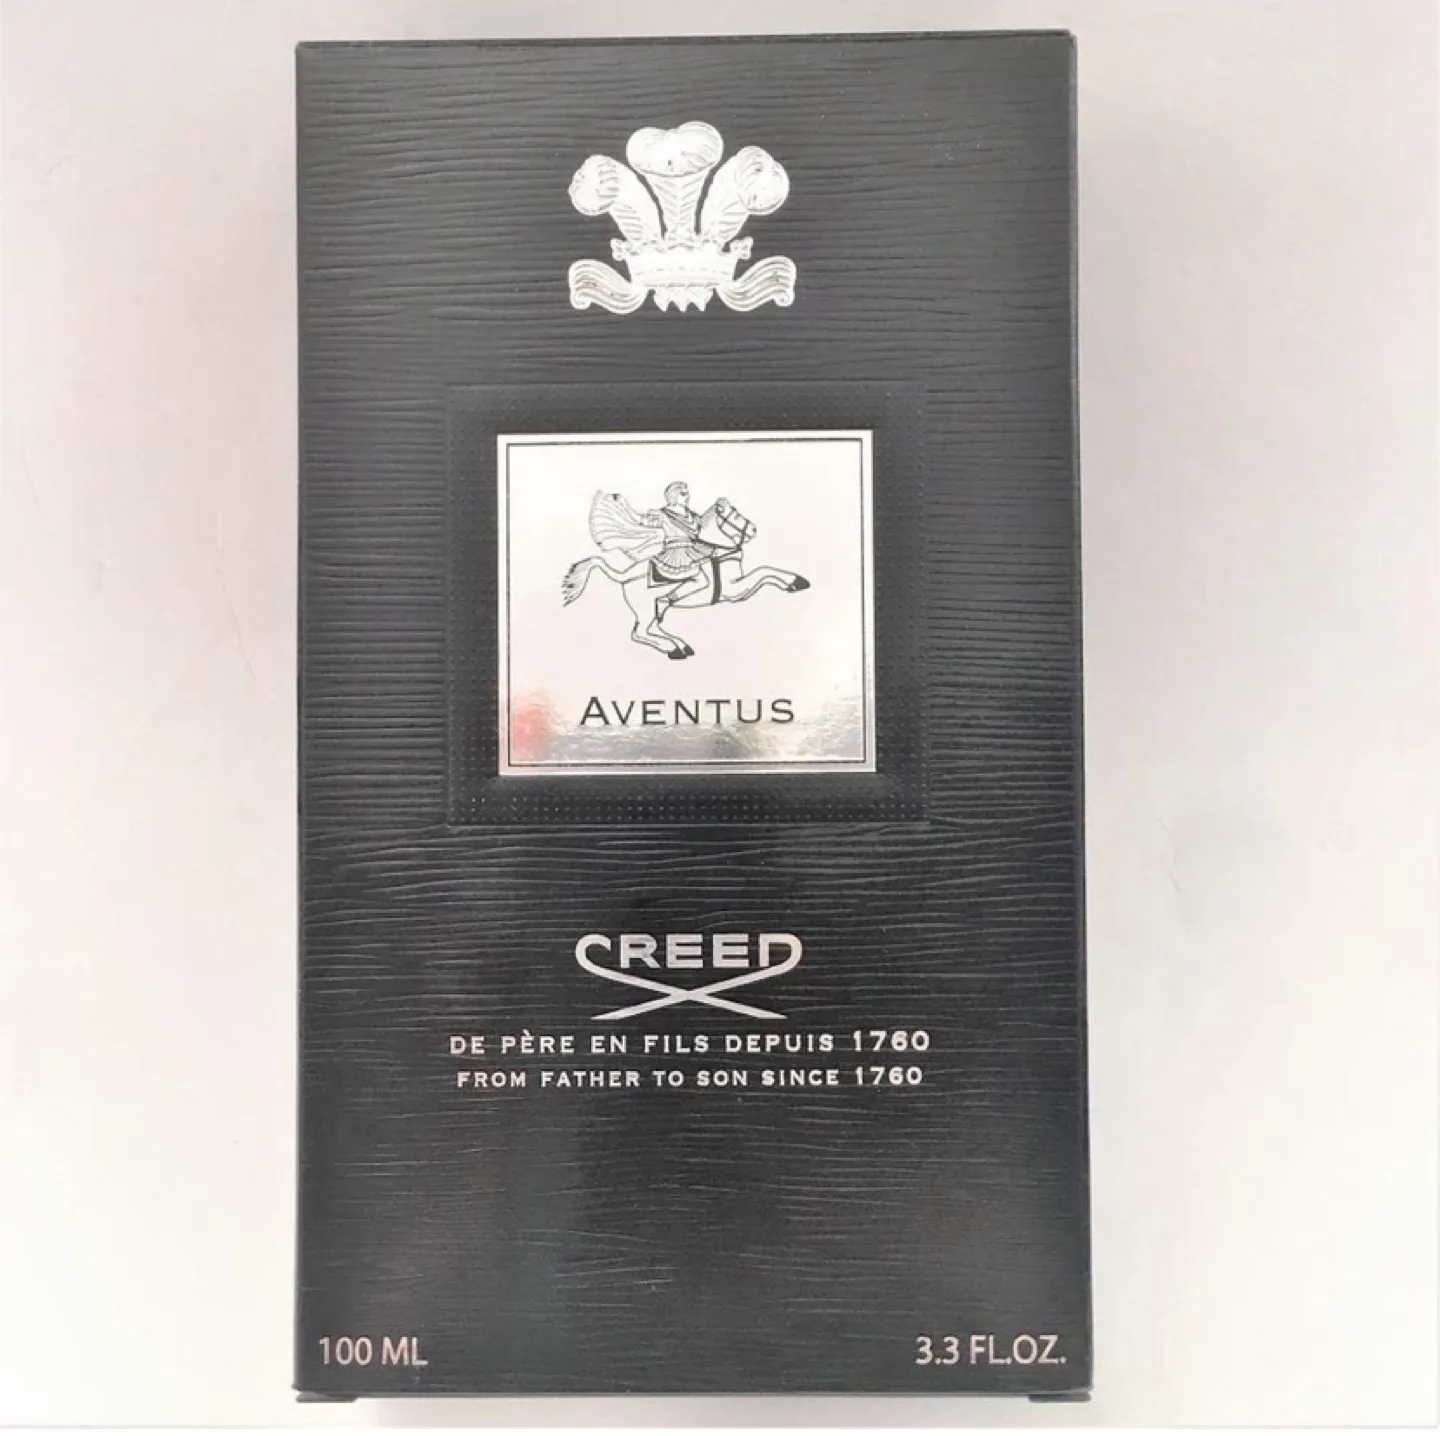 AVENTUS
CREED
DE PÈRE EN FILS DEPUIS 1760
FROM FATHER TO SON SINCE 1760
100 ML 3.3 FL.OZ.